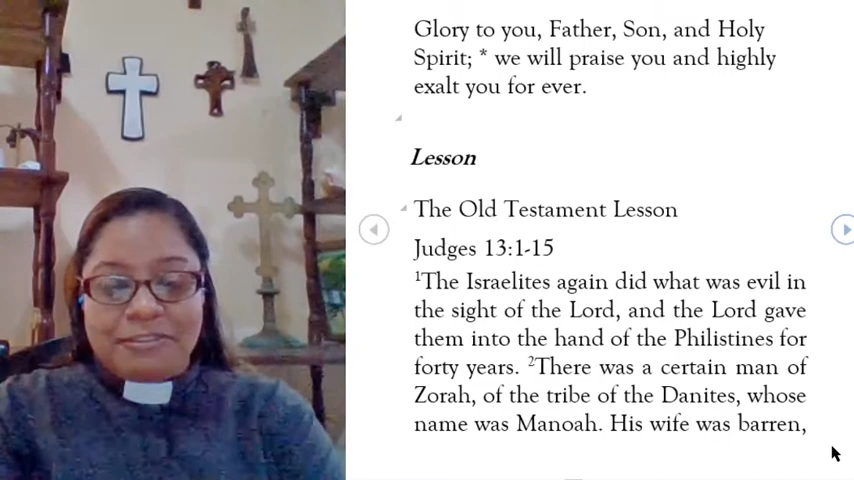 Glory to you, Father, Son, and Holy
Spirit; * we will praise you and highly
exalt you for ever.
Lesson
The Old Testament Lesson
Judges 13:1-15
¹The Israelites again did what was evil in
the sight of the Lord, and the Lord gave
them into the hand of the Philistines for
forty years. ²There was a certain man of
Zorah, of the tribe of the Danites, whose
name was Manoah. His wife was barren,